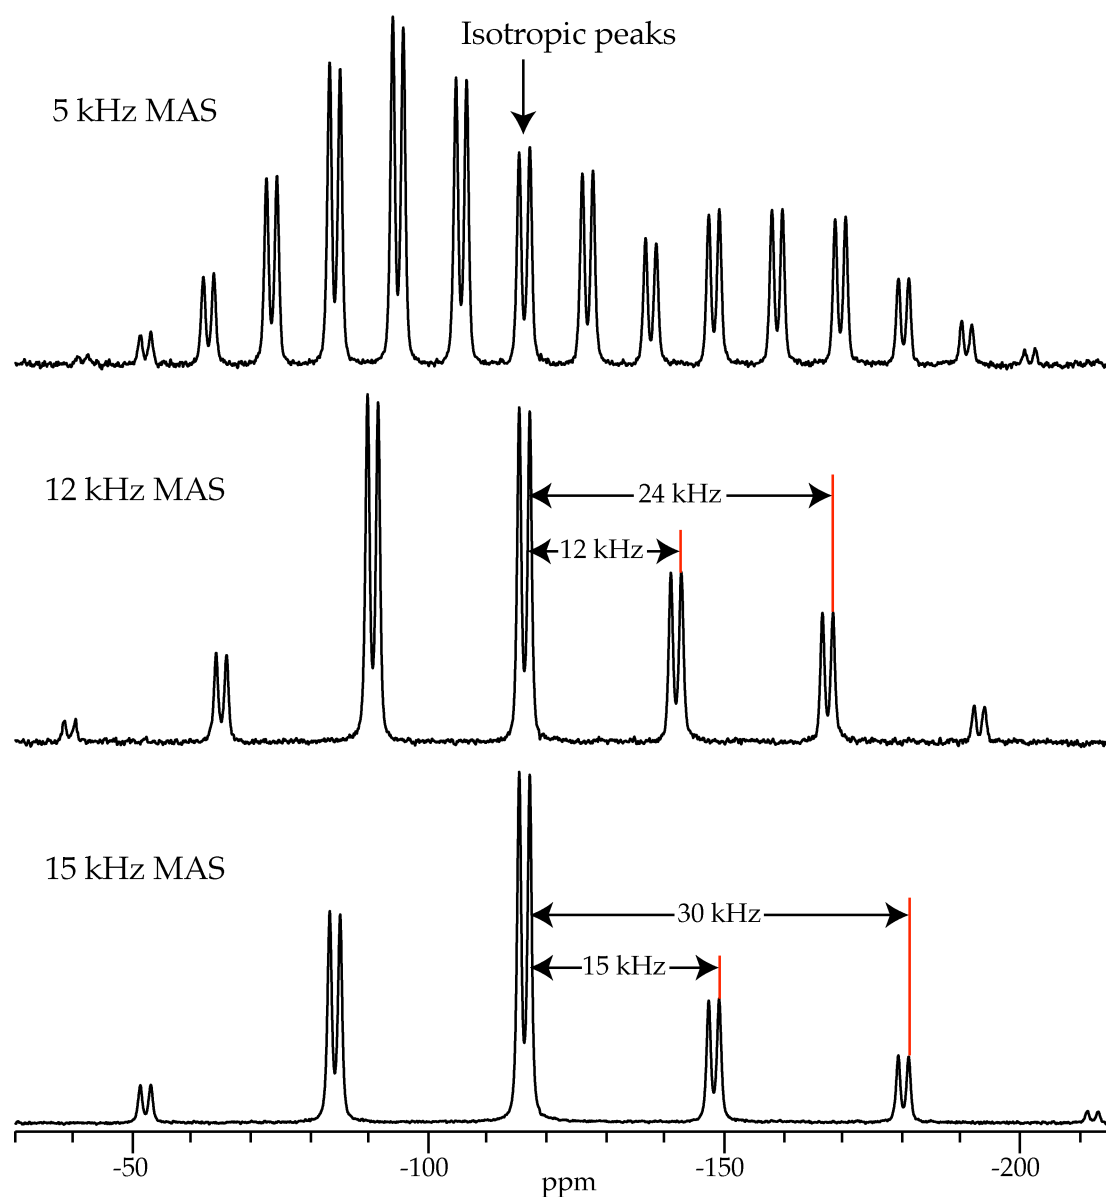 Isotropic peaks
5 kHz MAS
12 kHz MAS
24 kHz
12 kHz
15 kHz MAS
30 kHz
15 kHz
-50
-100
-150
-200
ppm